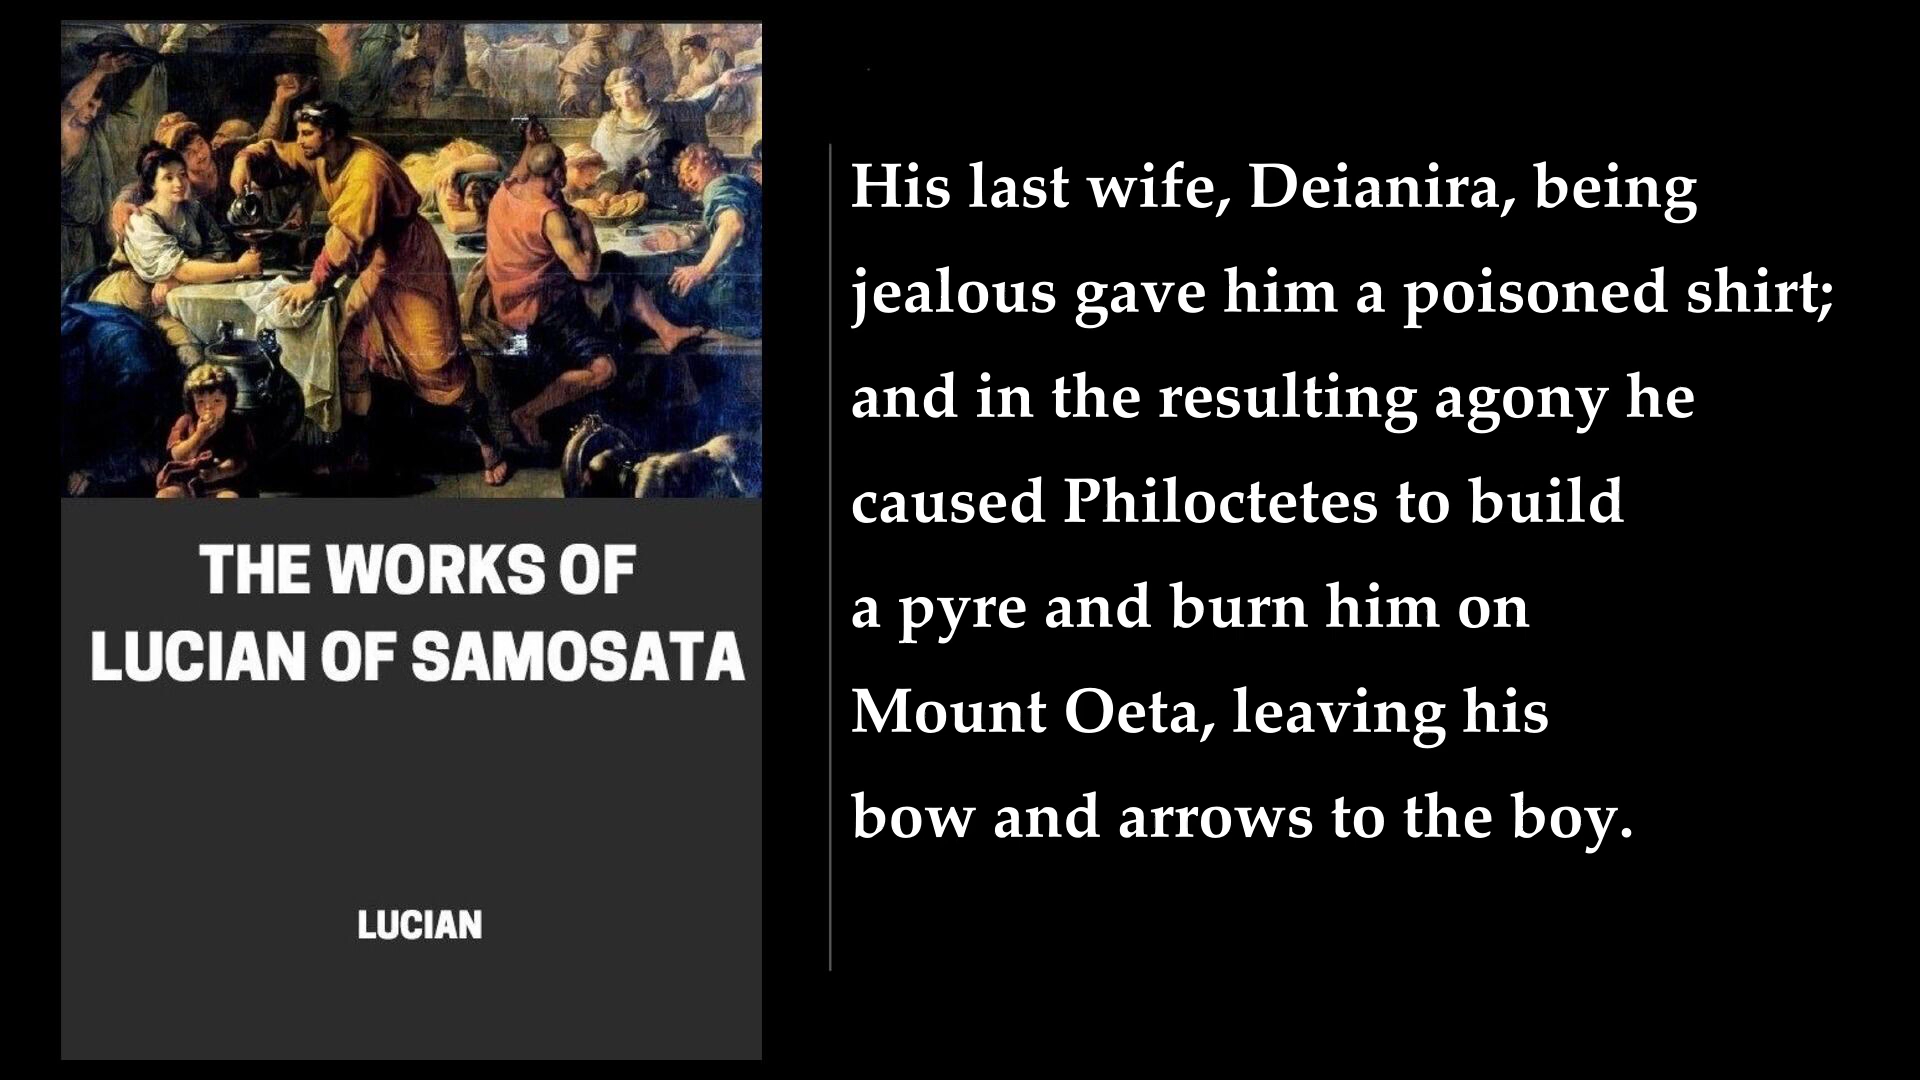 THE WORKS OF
LUCIAN OF SAMOSATA
LUCIAN
His last wife, Deianira, being
jealous gave him a poisoned shirt;
and in the resulting agony he
caused Philoctetes to build
a pyre and burn him on
Mount Oeta, leaving his
bow and arrows to the boy.